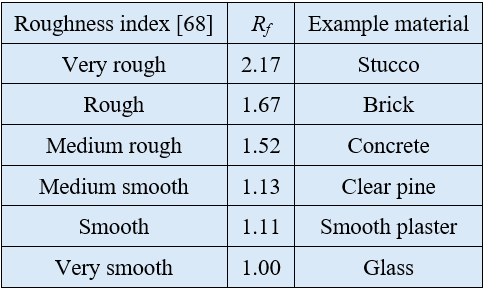 Roughness index [68] R_f Example material
Very rough 2.17 Stucco
Rough 1.67 Brick
Medium rough 1.52 Concrete
Medium smooth 1.13 Clear pine
Smooth 1.11 Smooth plaster
Very smooth 1.00 Glass